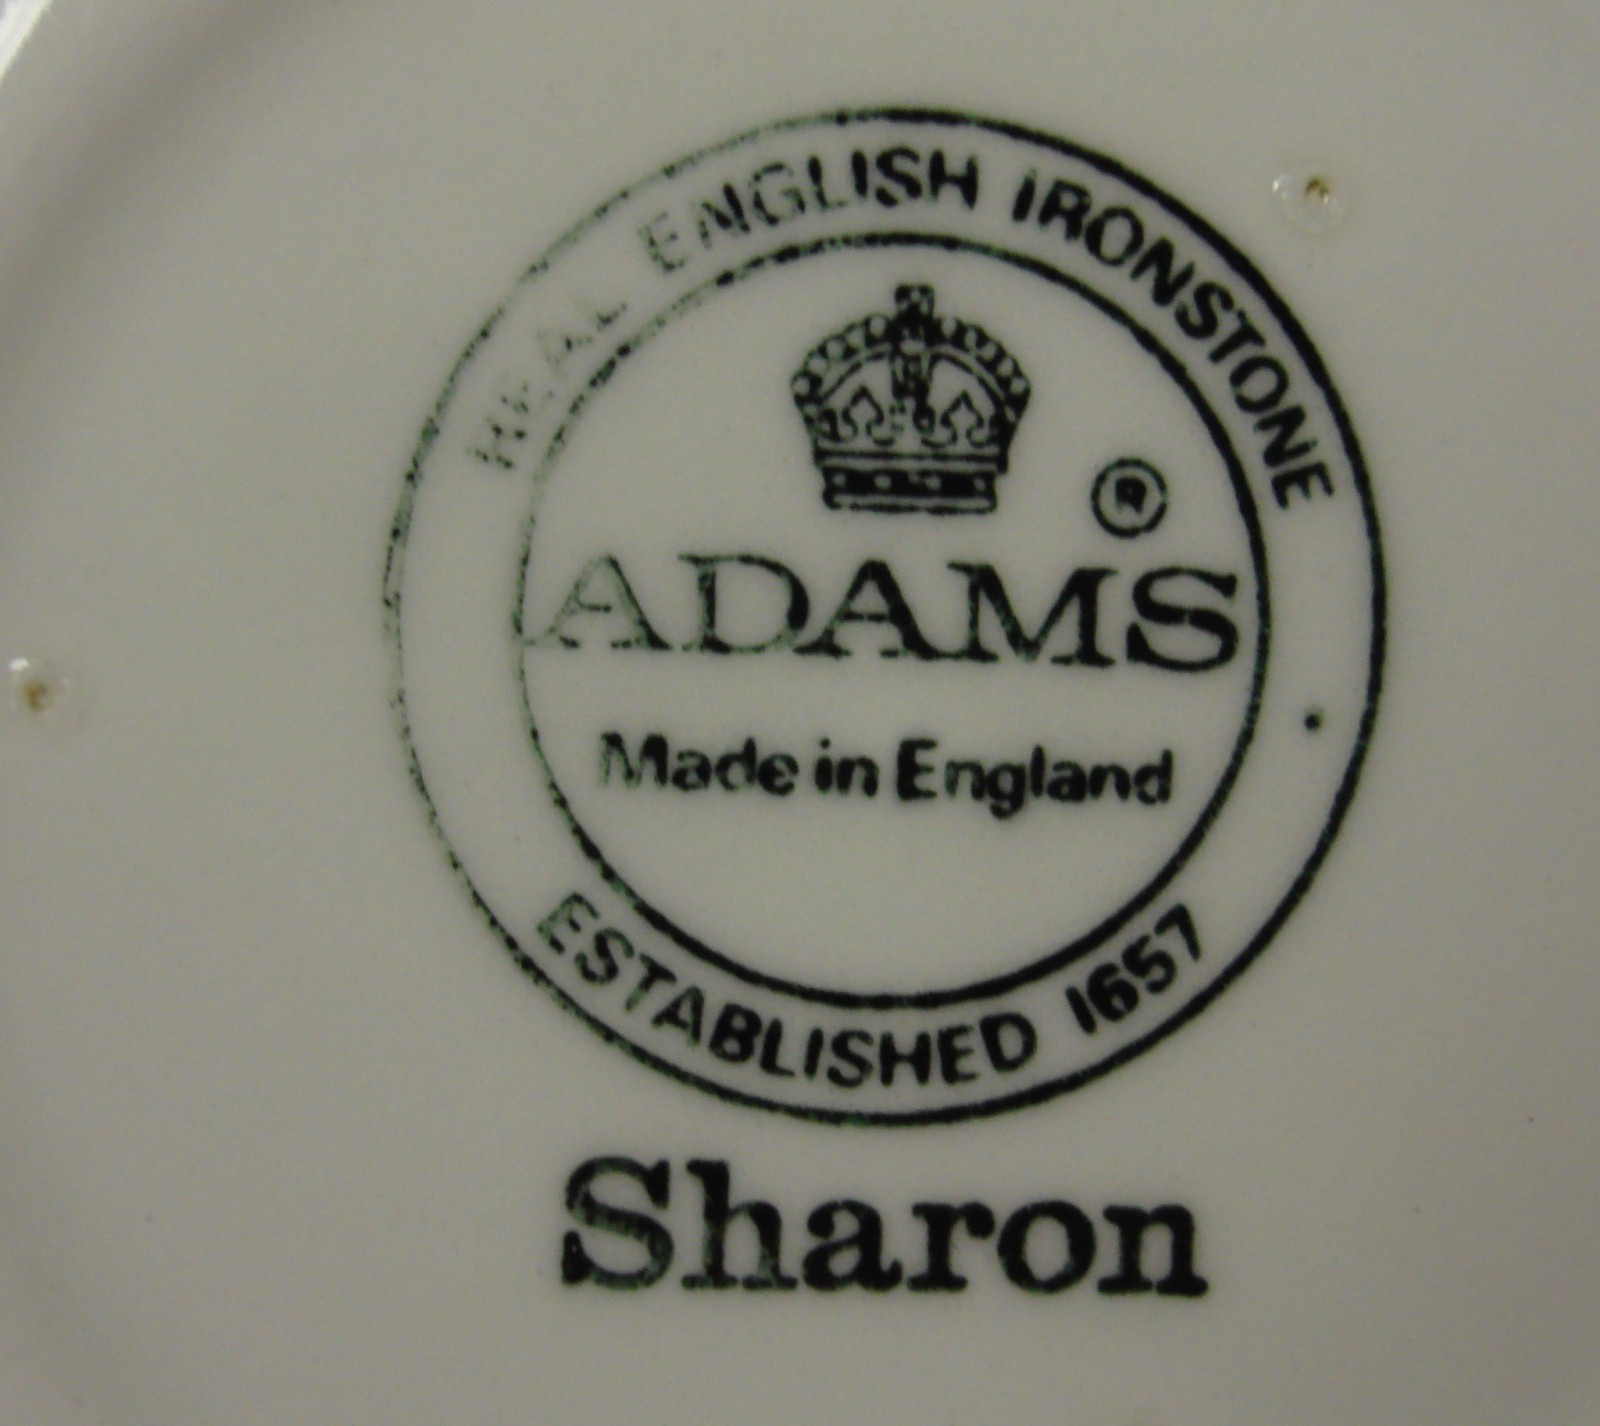 REAL ENGLISH IRONSTONE
®
ADAMS
Made in England
ESTABLISHED 1657
Sharon